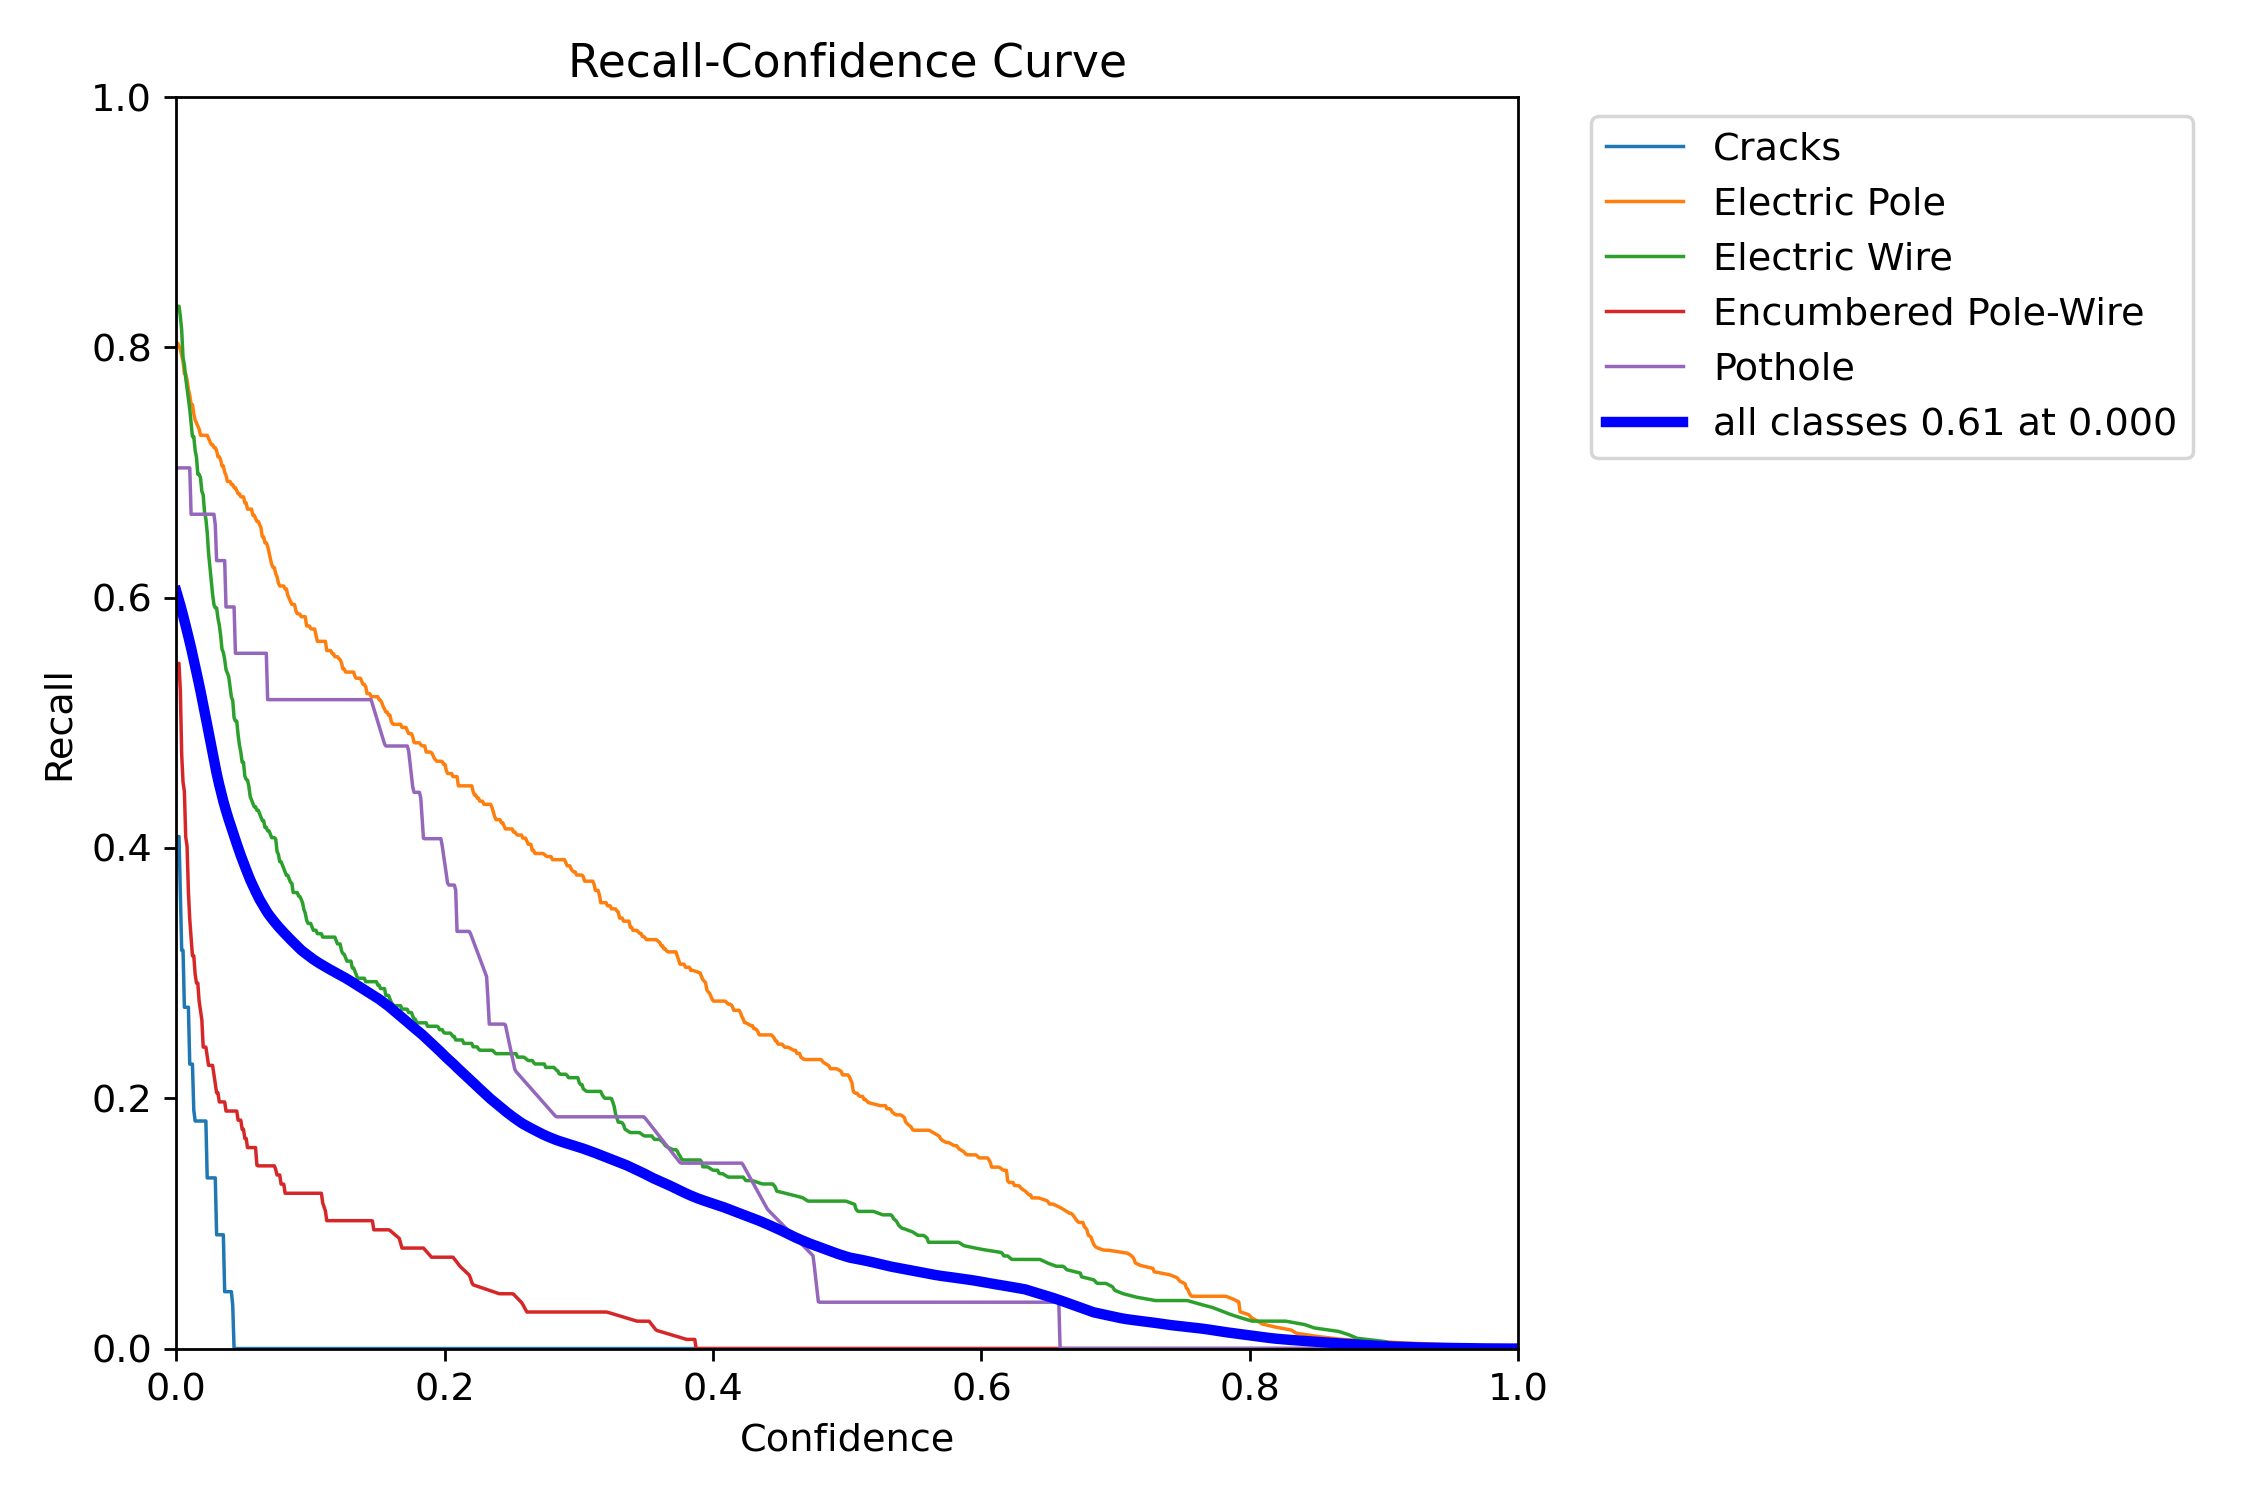 Recall-Confidence Curve
1.0
0.8
0.6
0.4
0.2
0.0
Recall
0.0 0.2 0.4 0.6 0.8 1.0
Confidence
Cracks
Electric Pole
Electric Wire
Encumbered Pole-Wire
Pothole
all classes 0.61 at 0.000